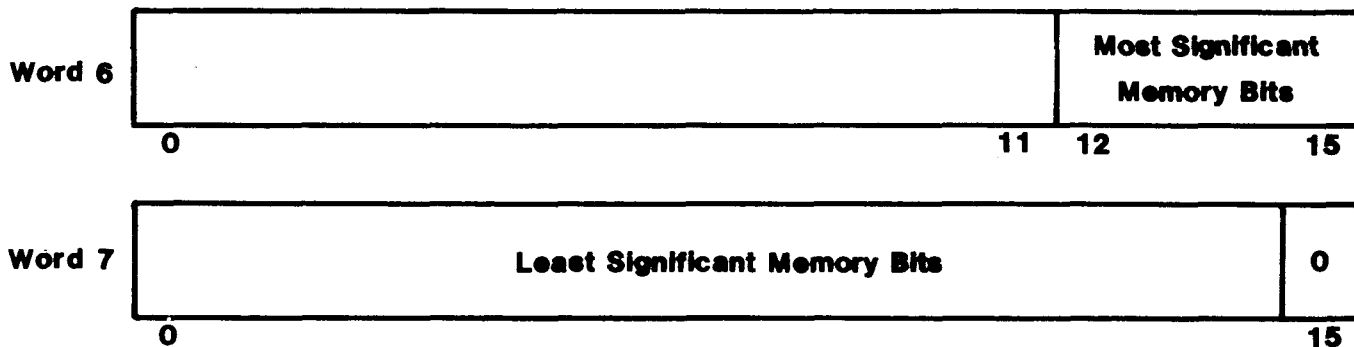 Word 6
Most Significant
Memory Bits
0 11 12 15
Word 7
Least Significant Memory Bits 0
0 15